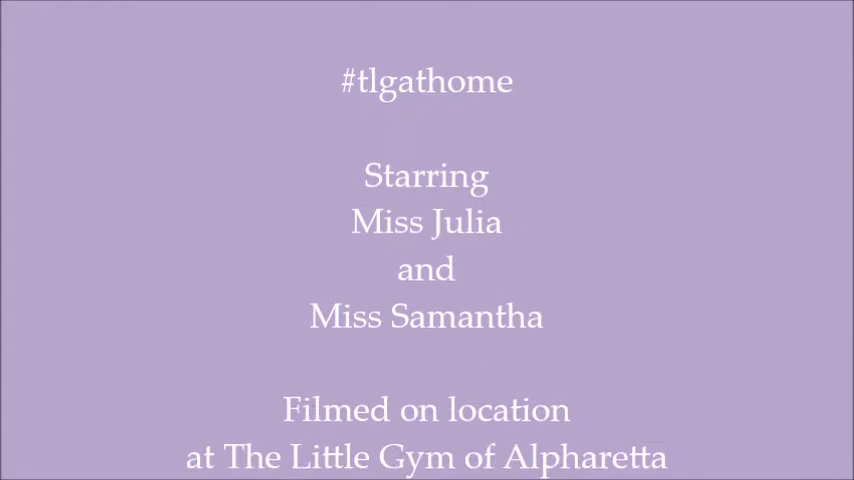 #tlgathome
Starring
Miss Julia
and
Miss Samantha
Filmed on location
at The Little Gym of Alpharetta